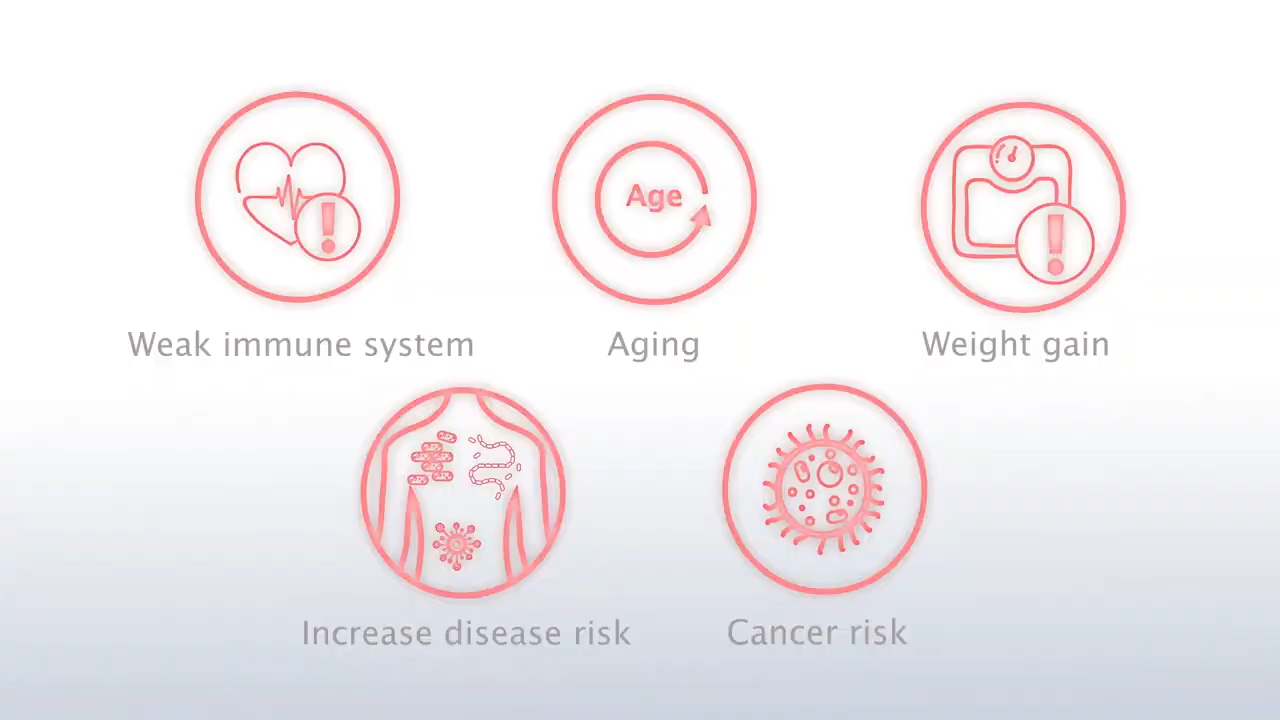 Age
Weak immune system
Aging
Weight gain
Increase disease risk
Cancer risk